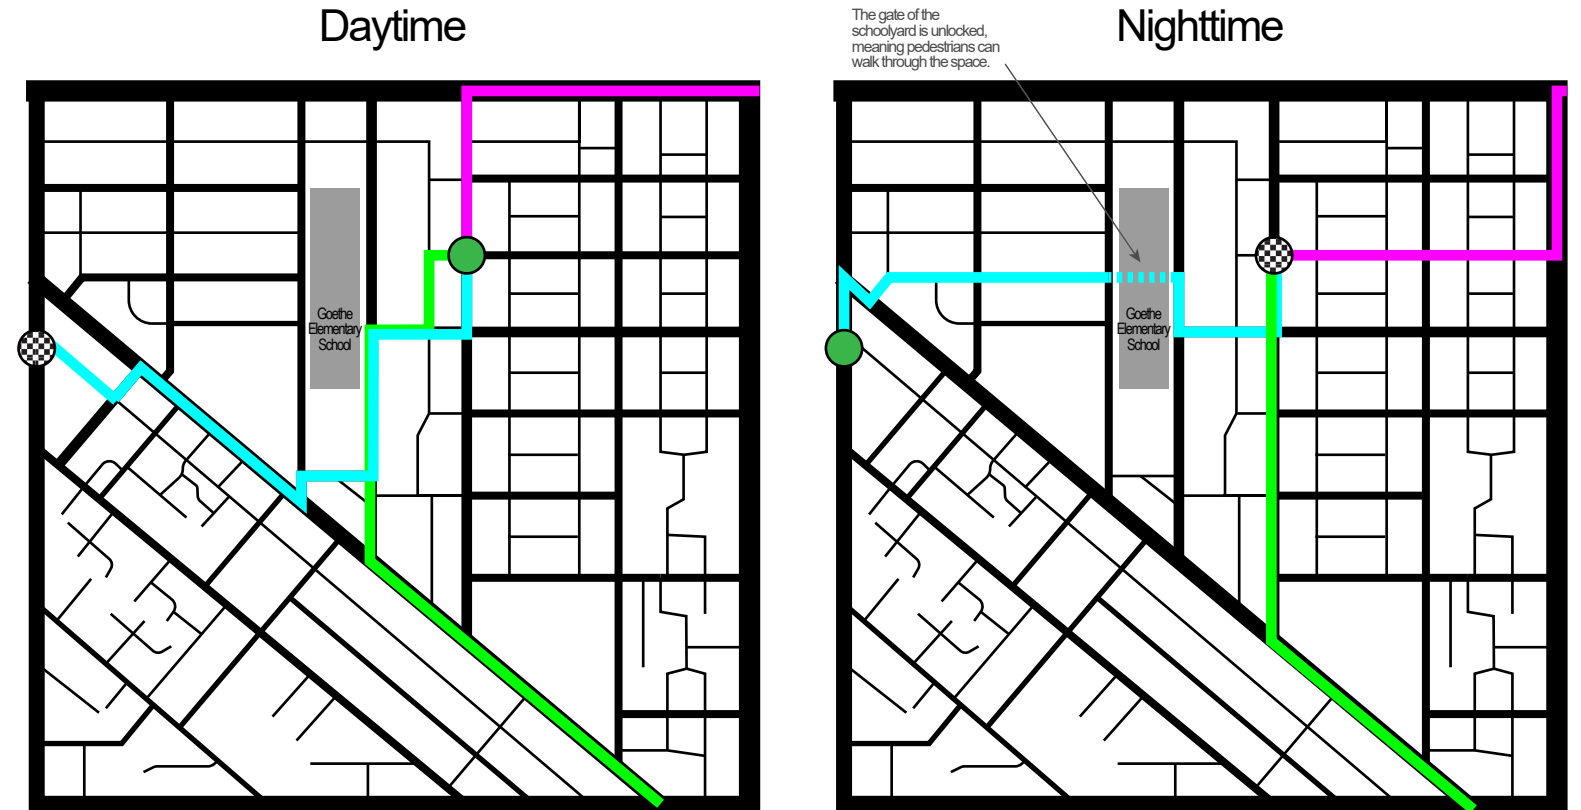 Daytime
The gate of the
schoolyard is unlocked,
meaning pedestrians can
walk through the space.
Nighttime
Goethe
Elementary
School
Goethe
Elementary
School